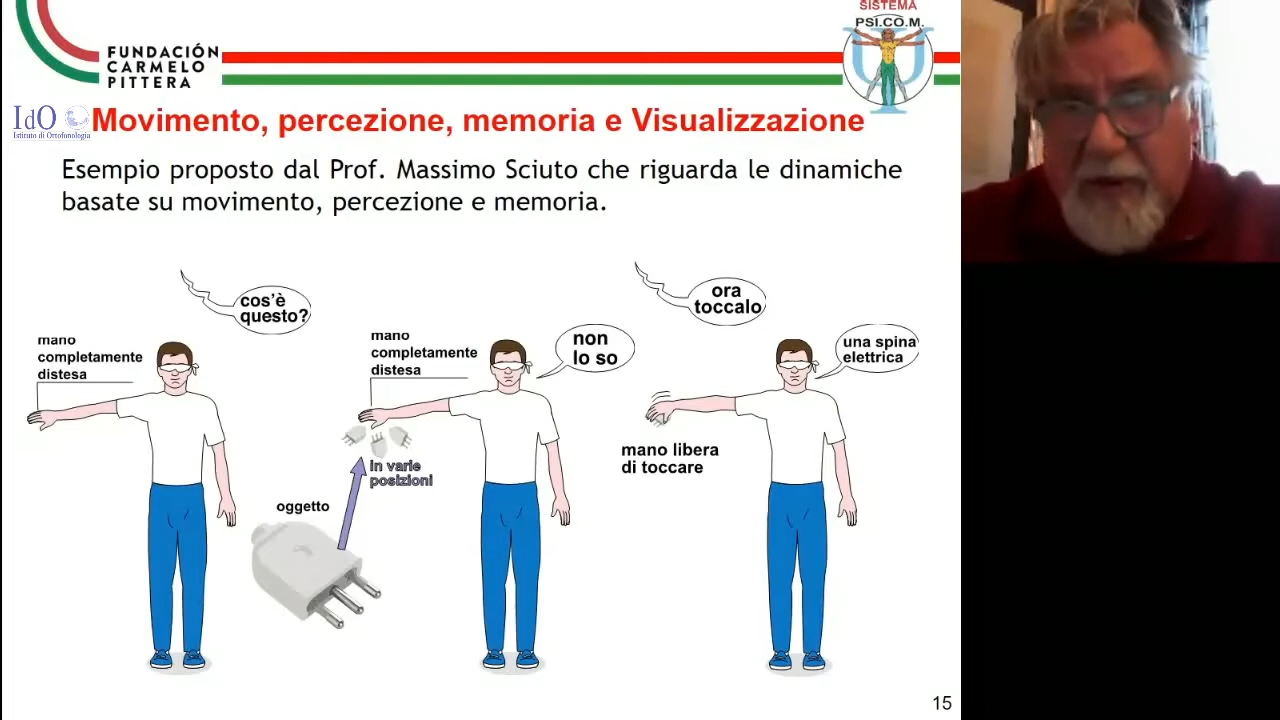 SISTEMA
PSI.CO.M.
FUNDACIÓN
CARMELO
PITTERA
IdO
Istituto di Ortofonologia
Movimento, percezione, memoria e Visualizzazione
Esempio proposto dal Prof. Massimo Sciuto che riguarda le dinamiche
basate su movimento, percezione e memoria.
cos'è
questo?
mano
completamente
distesa
mano
completamente
distesa
non
lo so
in varie
posizioni
oggetto
ora
toccalo
una spina
elettrica
mano libera
di toccare
15